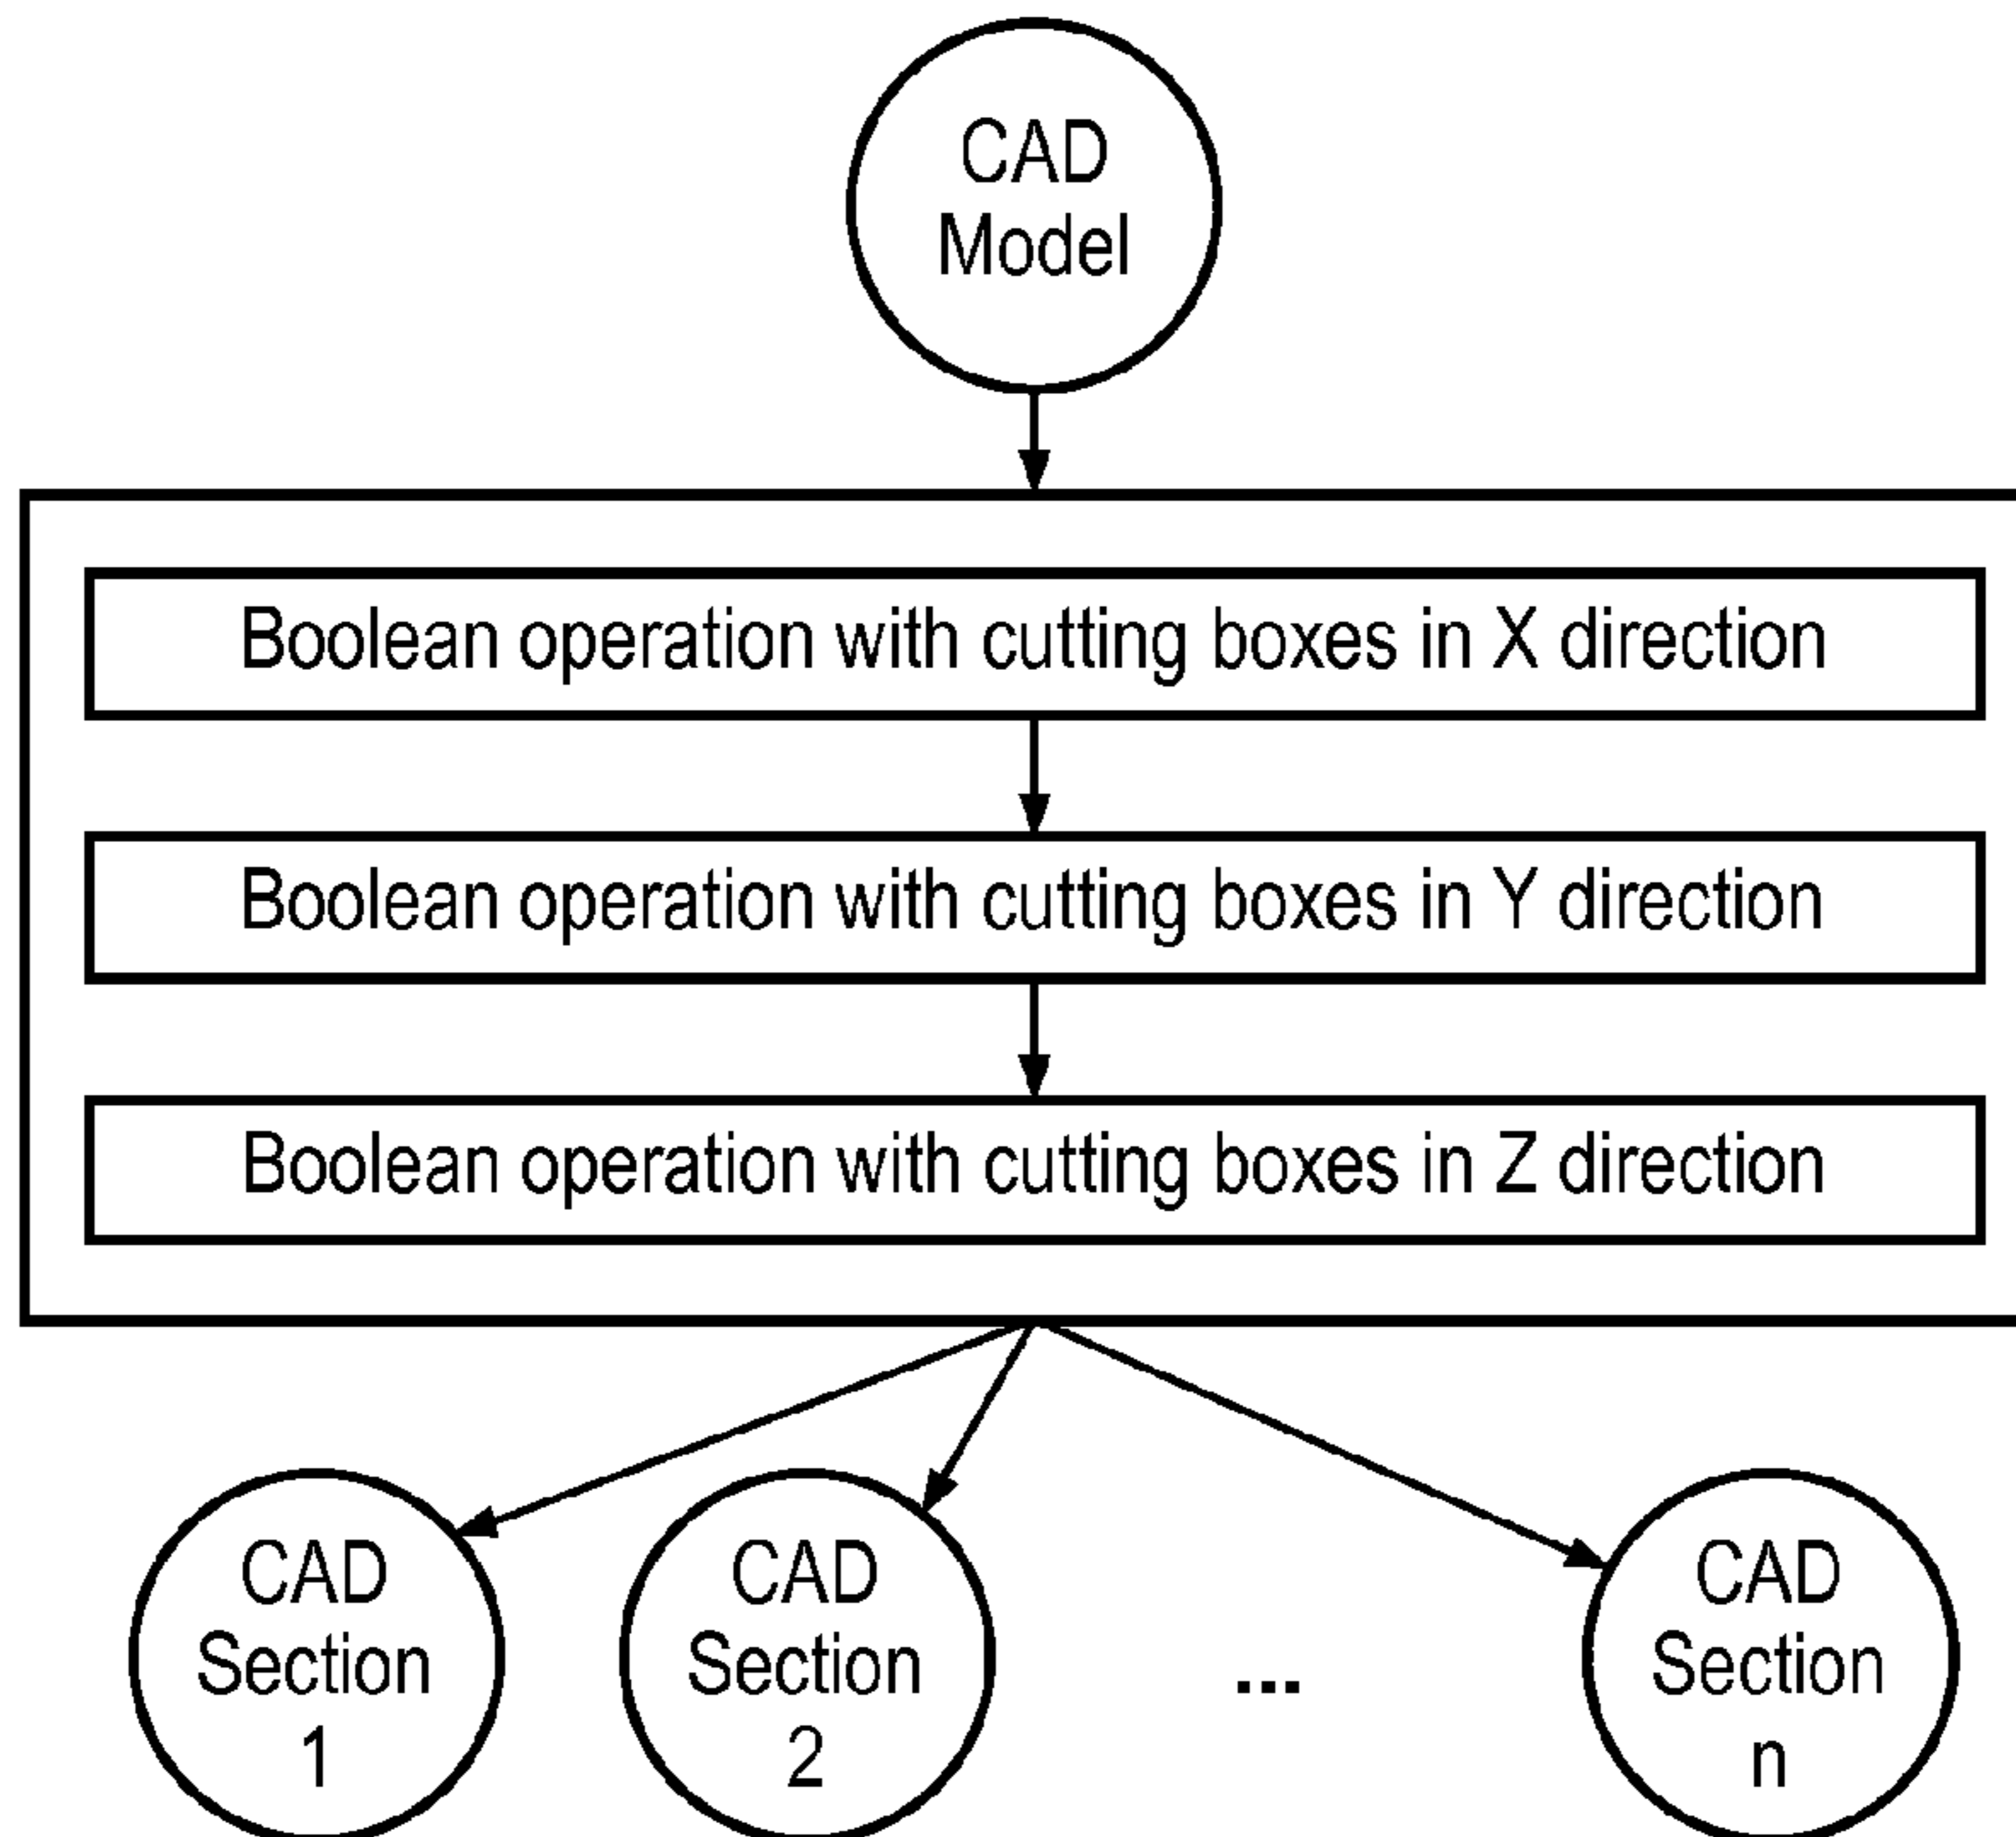 CAD
Model
Boolean operation with cutting boxes in X direction
Boolean operation with cutting boxes in Y direction
Boolean operation with cutting boxes in Z direction
CAD
Section
1
CAD
Section
2
...
CAD
Section
n